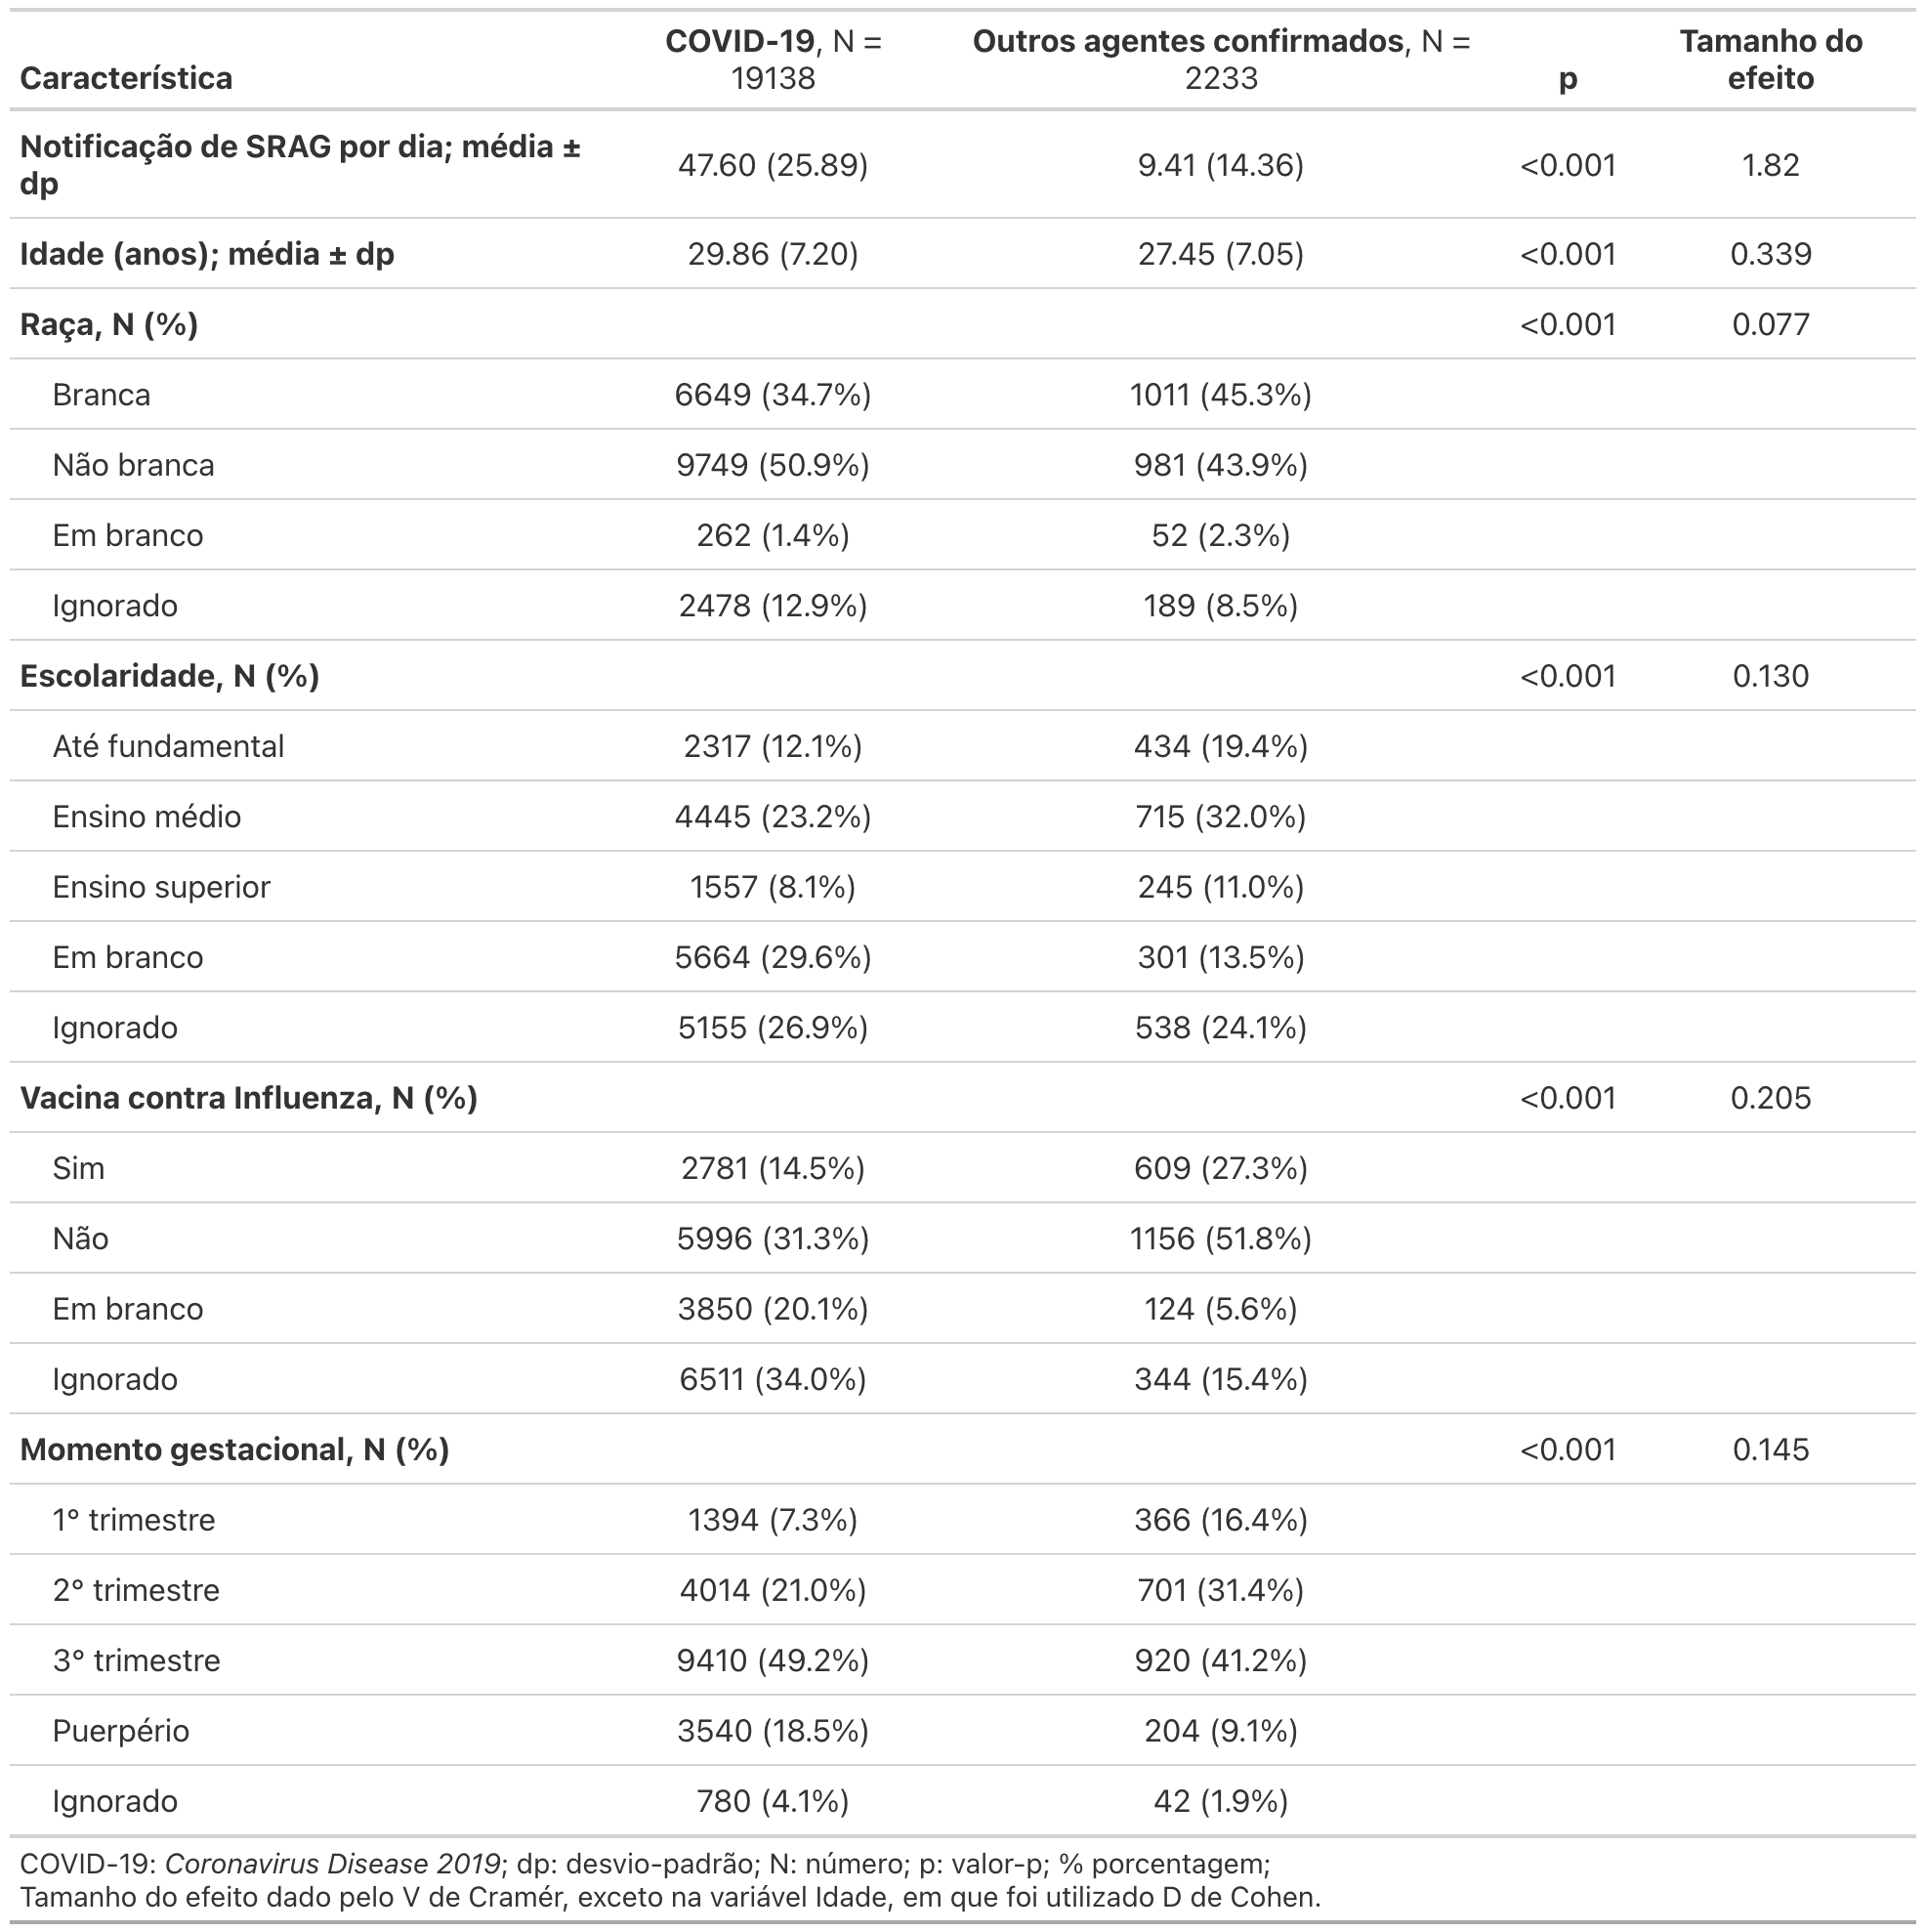 Característica COVID-19, N = 19138 Outros agentes confirmados, N = 2233 p Tamanho do efeito
Notificação de SRAG por dia; média ± dp 47.60 (25.89) 9.41 (14.36) <0.001 1.82
Idade (anos); média ± dp 29.86 (7.20) 27.45 (7.05) <0.001 0.339
Raça, N (%) <0.001 0.077
Branca 6649 (34.7%) 1011 (45.3%)
Não branca 9749 (50.9%) 981 (43.9%)
Em branco 262 (1.4%) 52 (2.3%)
Ignorado 2478 (12.9%) 189 (8.5%)
Escolaridade, N (%) <0.001 0.130
Até fundamental 2317 (12.1%) 434 (19.4%)
Ensino médio 4445 (23.2%) 715 (32.0%)
Ensino superior 1557 (8.1%) 245 (11.0%)
Em branco 5664 (29.6%) 301 (13.5%)
Ignorado 5155 (26.9%) 538 (24.1%)
Vacina contra Influenza, N (%) <0.001 0.205
Sim 2781 (14.5%) 609 (27.3%)
Não 5996 (31.3%) 1156 (51.8%)
Em branco 3850 (20.1%) 124 (5.6%)
Ignorado 6511 (34.0%) 344 (15.4%)
Momento gestacional, N (%) <0.001 0.145
1° trimestre 1394 (7.3%) 366 (16.4%)
2° trimestre 4014 (21.0%) 701 (31.4%)
3° trimestre 9410 (49.2%) 920 (41.2%)
Puerpério 3540 (18.5%) 204 (9.1%)
Ignorado 780 (4.1%) 42 (1.9%)
COVID-19: Coronavirus Disease 2019; dp: desvio-padrão; N: número; p: valor-p; % porcentagem;
Tamanho do efeito dado pelo V de Cramér, exceto na variável Idade, em que foi utilizado D de Cohen.